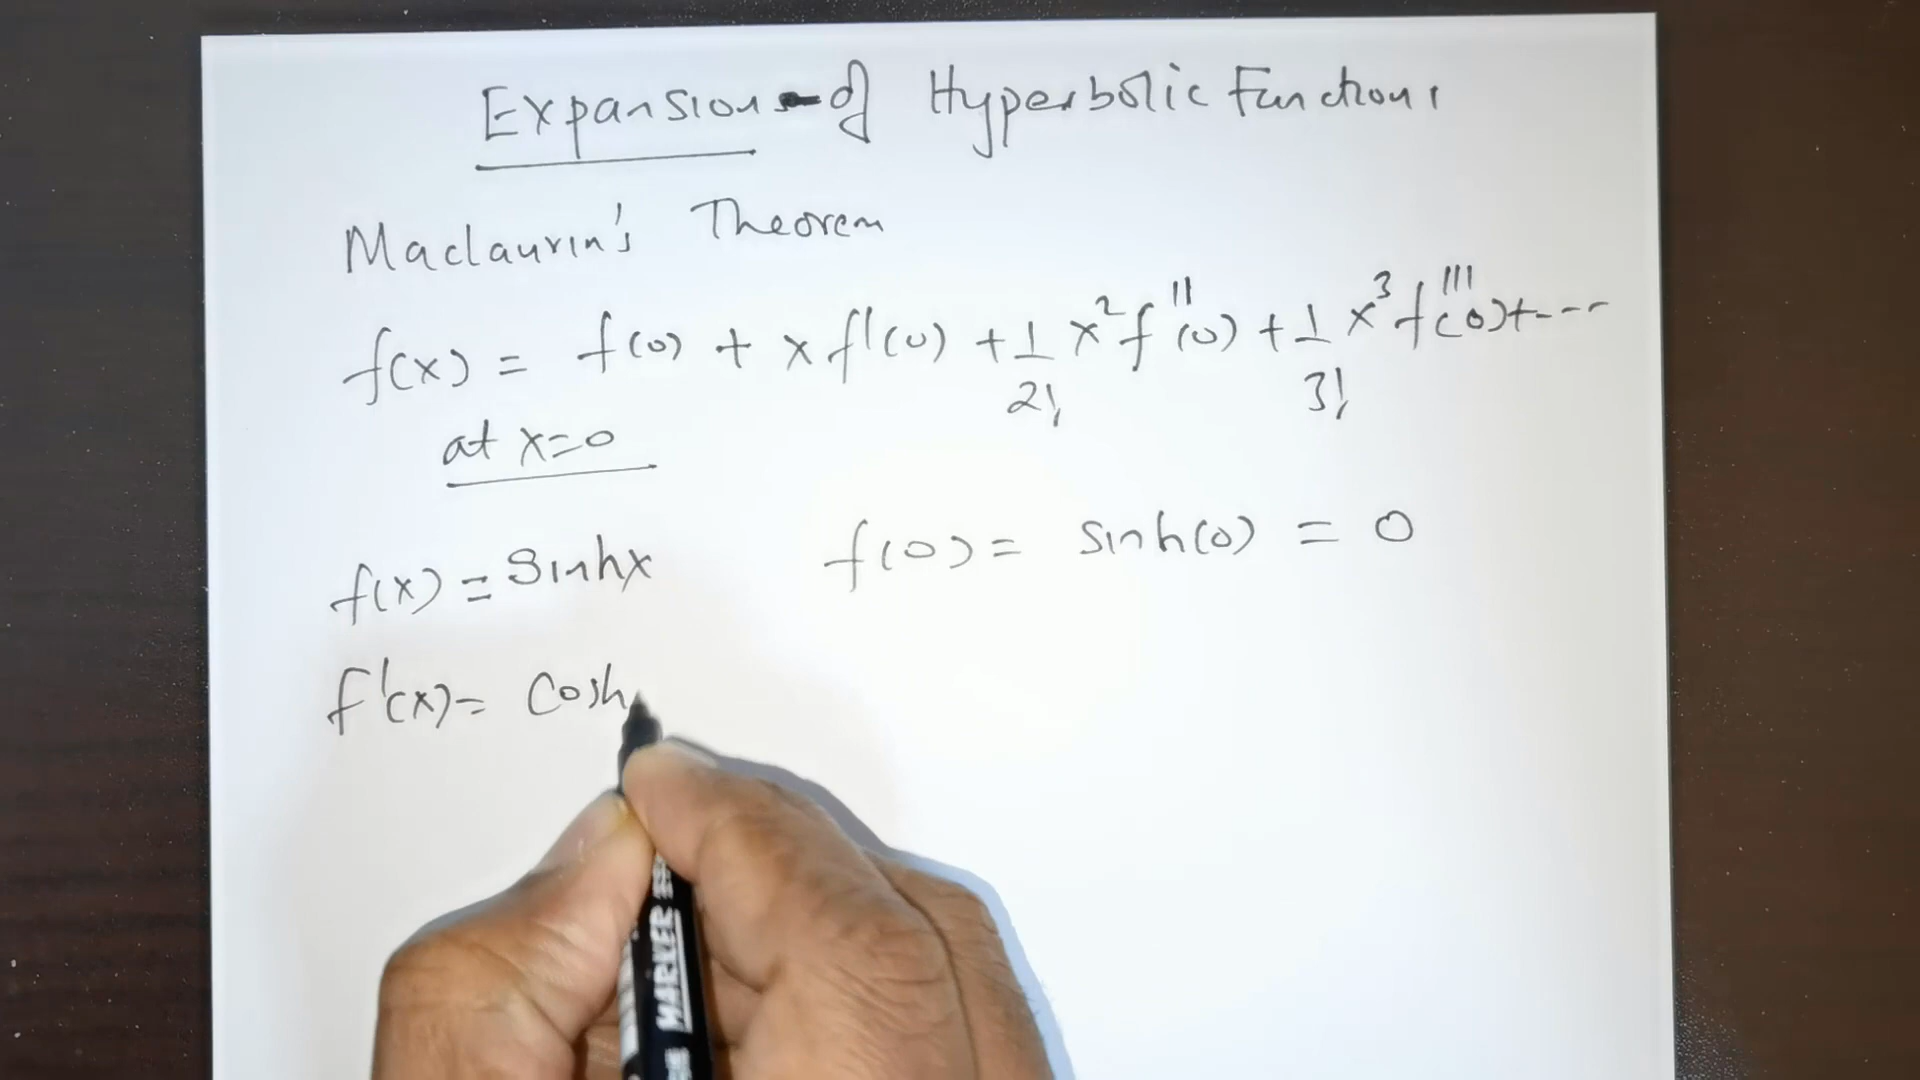 Expansion of Hyperbolic Functions
Maclaurin's Theorem
f(x) = f(0) + x f'(0) + 1/2! x² f''(0) + 1/3! x³ f'''(0) + ---
at x=0
f(x) = Sinhx f(0) = Sinh(0) = 0
f'(x) = Cosh
MARKER